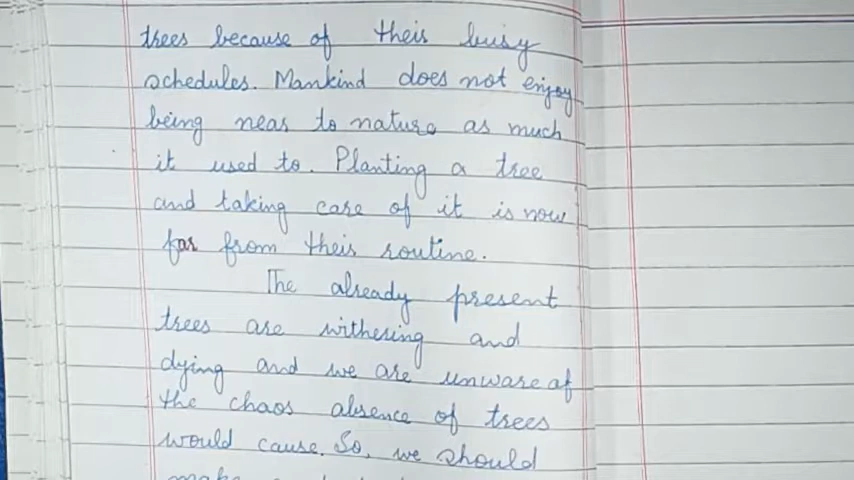 trees because of their busy
schedules. Mankind does not enjoy
being near to nature as much
it used to. Planting a tree
and taking care of it is now
far from their routine.
The already present
trees are withering and
dying and we are unware of
the chaos absence of trees
would cause. So, we should
make